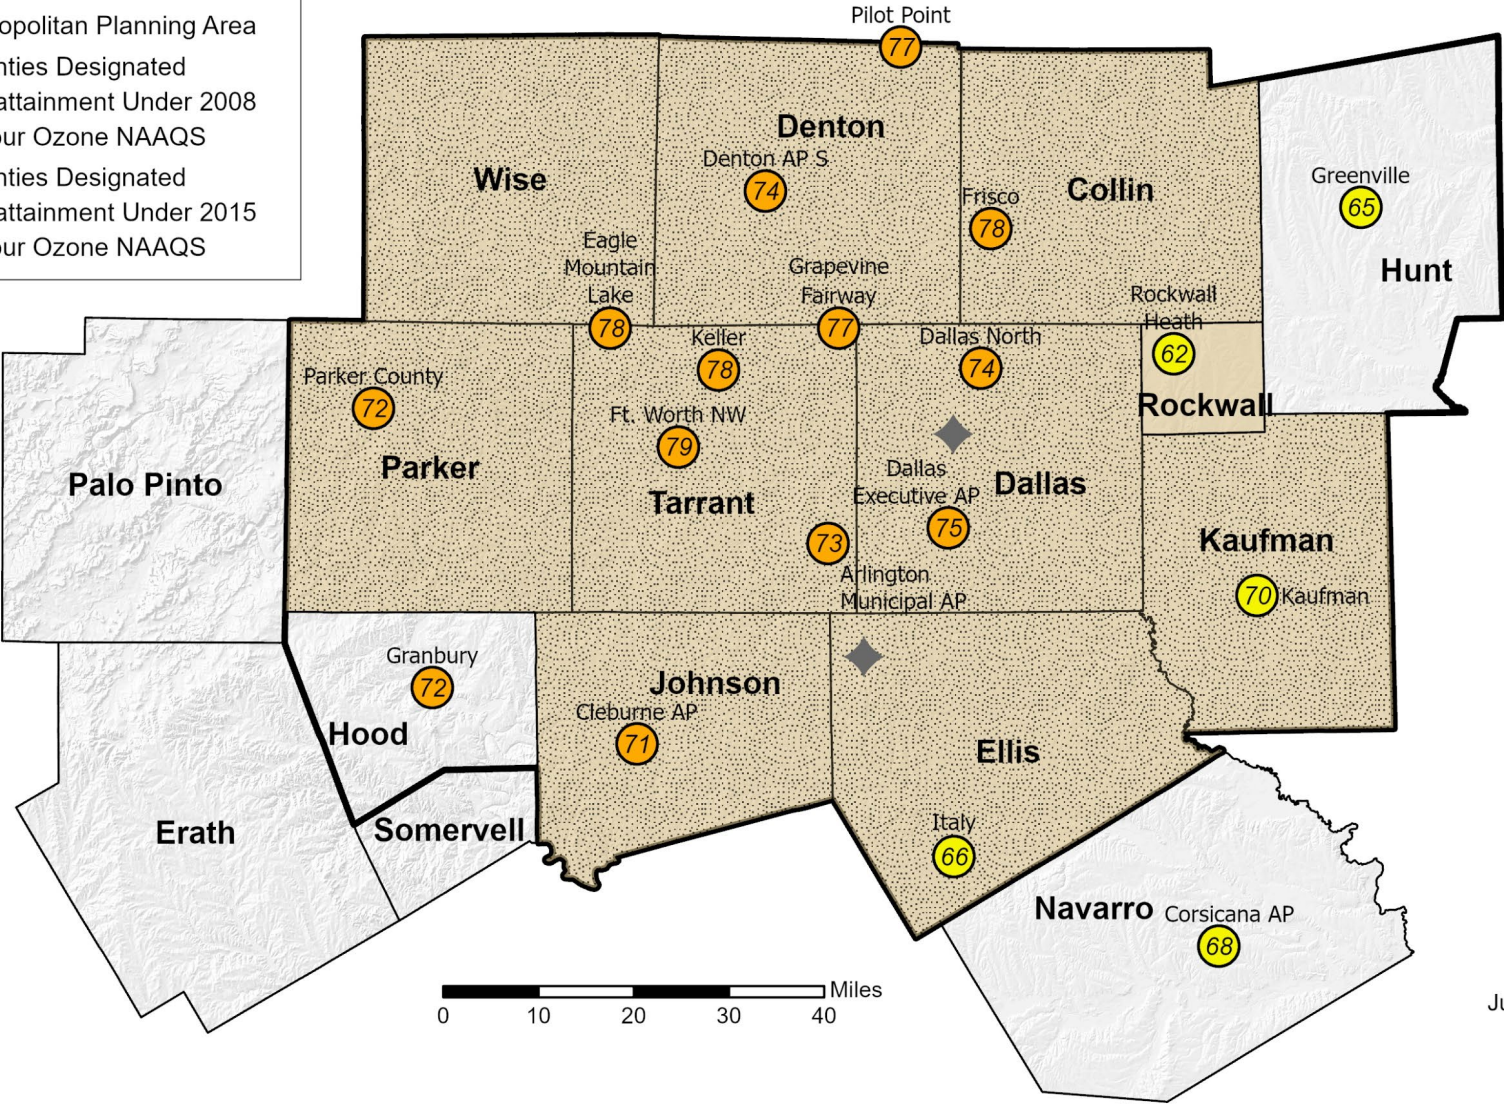 opolitan Planning Area
nties Designated
attainment Under 2008
our Ozone NAAQS
nties Designated
attainment Under 2015
our Ozone NAAQS
Pilot Point
77
Denton
Denton AP S
74
Wise
Collin
Frisco
78
Greenville
65
Hunt
Eagle
Mountain
Lake
78
Grapevine
Fairway
77
Rockwall
Heath
62
Rockwall
Keller
78
Dallas North
74
Parker County
72
Parker
Ft. Worth NW
79
Tarrant
Palo Pinto
Dallas
Executive AP
75
Dallas
73
Arlington
Municipal AP
Kaufman
70 Kaufman
Granbury
72
Hood
Johnson
Cleburne AP
71
Ellis
Italy
66
Erath
Somervell
Navarro
Corsicana AP
68
Miles
0 10 20 30 40
Ju